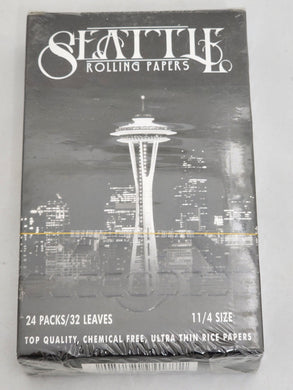 SEATTLE
ROLLING PAPERS
24 PACKS/32 LEAVES 11/4 SIZE
TOP QUALITY, CHEMICAL FREE, ULTRA THIN RICE PAPERS